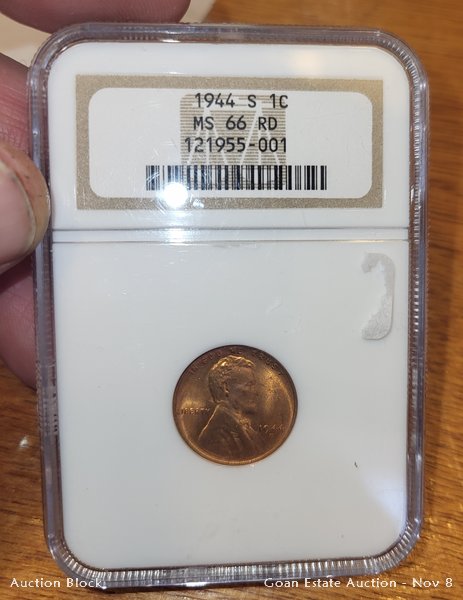 1944 S 1C
MS 66 RD
121955-001
LIBERTY
1944
Auction Block
Goan Estate Auction - Nov 8